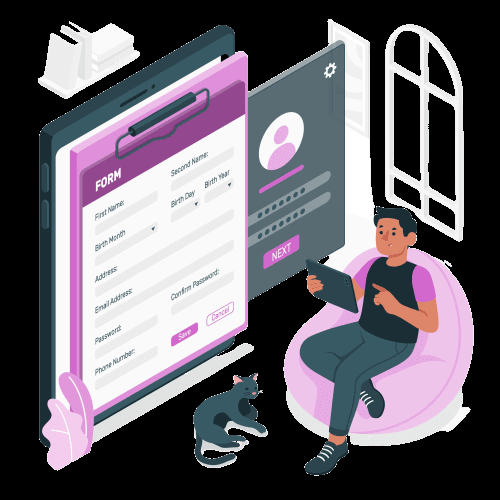 FORM
First Name:
Second Name:
Birth Month
Birth Day
Birth Year
Address:
Email Address:
Password:
Confirm Password:
Phone Number:
Save
Cancel
NEXT